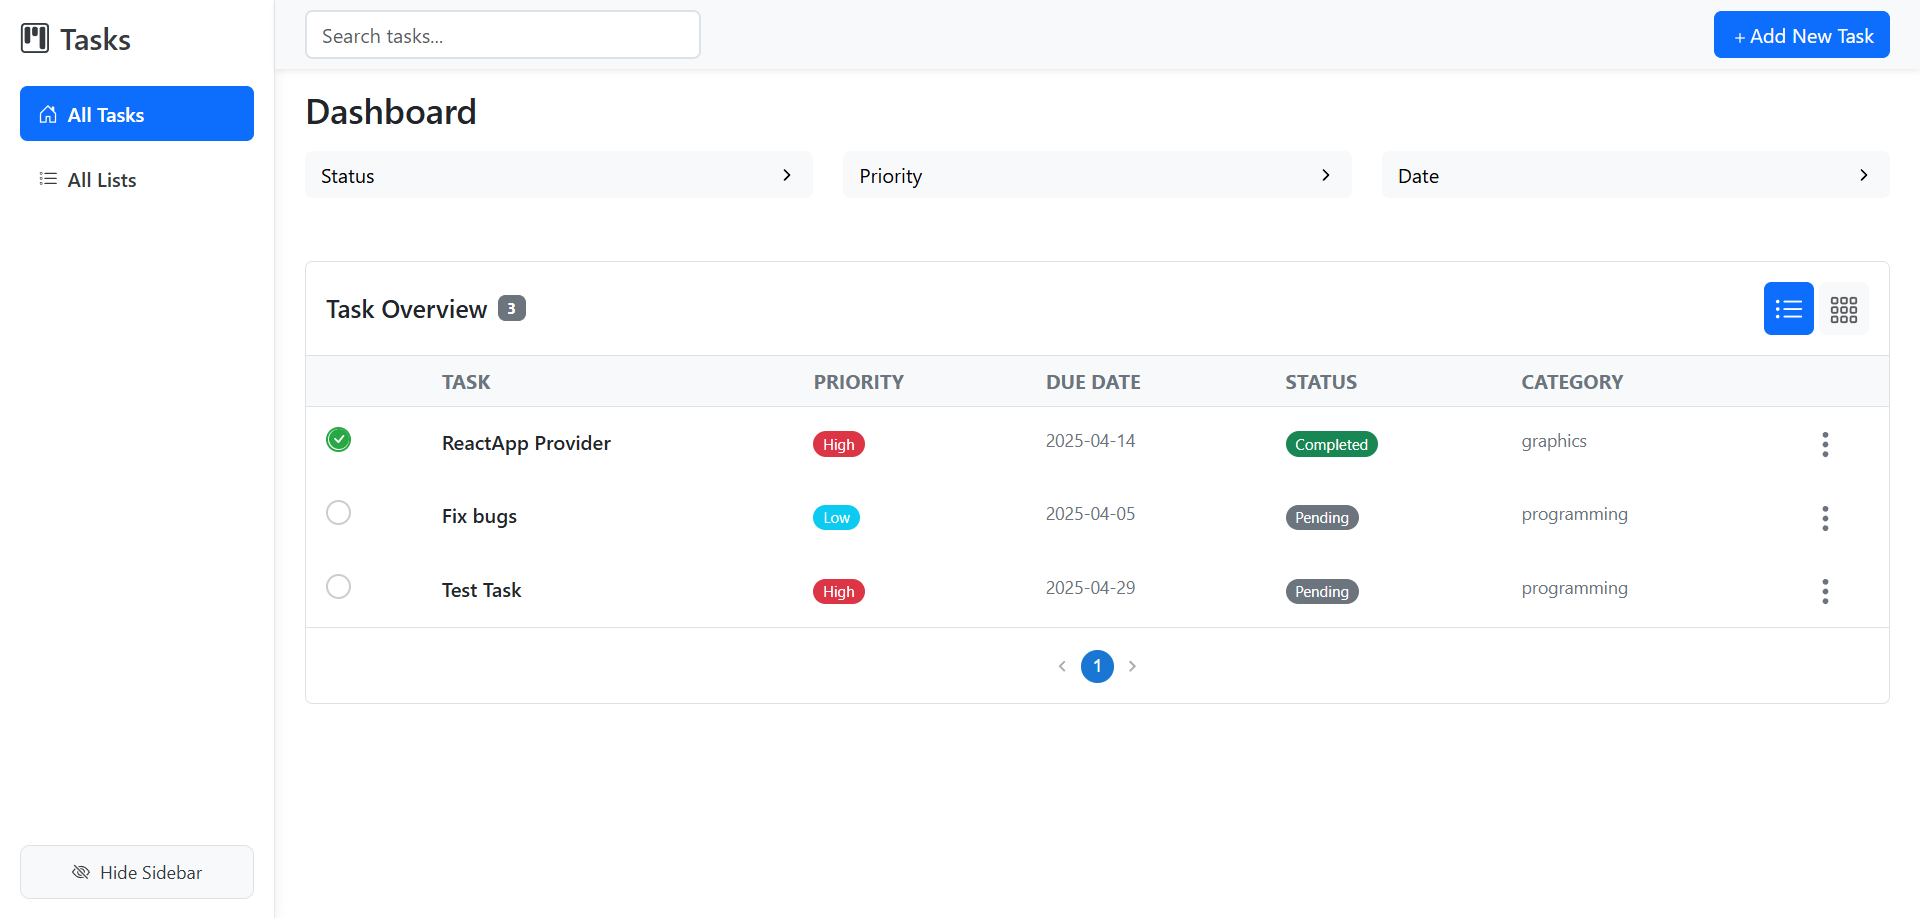 Tasks
Search tasks...
+ Add New Task
All Tasks
All Lists
Dashboard
Status
Priority
Date
Task Overview 3
TASK PRIORITY DUE DATE STATUS CATEGORY
ReactApp Provider High 2025-04-14 Completed graphics
Fix bugs Low 2025-04-05 Pending programming
Test Task High 2025-04-29 Pending programming
1
Hide Sidebar